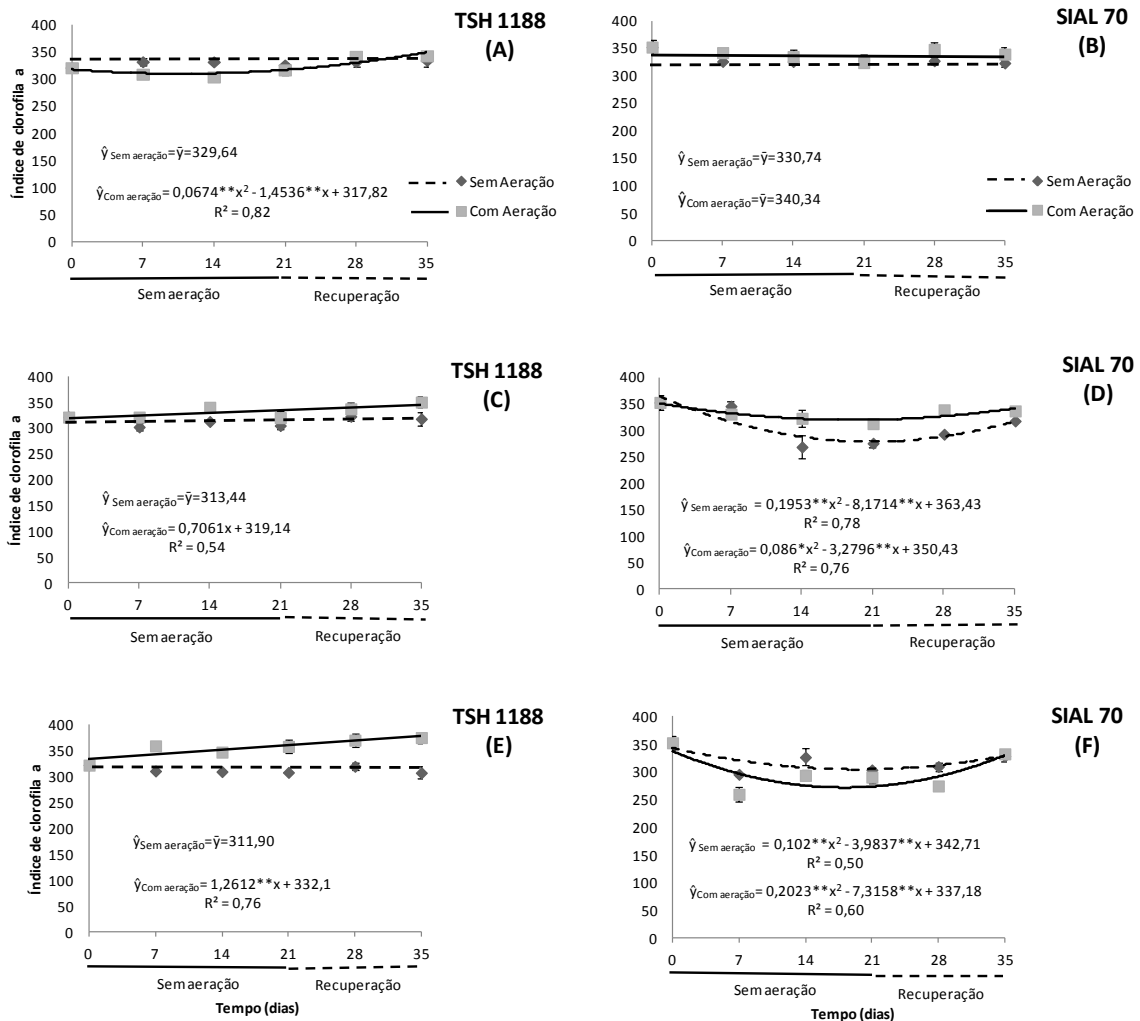 TSH 1188
(A)
Índice de clorofila a
400
350
300
250
200
150
100
50
0
ŷ Sem aeração=ȳ=329,64
ŷCom aeração= 0,0674**x² - 1,4536**x + 317,82
R² = 0,82
Sem Aeração
Com Aeração
0 7 14 21 28 35
Sem aeração Recuperação
SIAL 70
(B)
400
350
300
250
200
150
100
50
0
ŷ Sem aeração=ȳ=330,74
ŷCom aeração=ȳ=340,34
Sem Aeração
Com Aeração
0 7 14 21 28 35
Sem aeração Recuperação
TSH 1188
(C)
Índice de clorofila a
400
350
300
250
200
150
100
50
0
ŷ Sem aeração=ȳ=313,44
ŷCom aeração= 0,7061x + 319,14
R² = 0,54
0 7 14 21 28 35
Sem aeração Recuperação
SIAL 70
(D)
400
350
300
250
200
150
100
50
0
ŷ Sem aeração = 0,1953**x² - 8,1714**x + 363,43
R² = 0,78
ŷCom aeração= 0,086*x² - 3,2796**x + 350,43
R² = 0,76
0 7 14 21 28 35
Sem aeração Recuperação
TSH 1188
(E)
Índice de clorofila a
400
350
300
250
200
150
100
50
0
ŷSem aeração=ȳ=311,90
ŷCom aeração= 1,2612**x + 332,1
R² = 0,76
0 7 14 21 28 35
Sem aeração Recuperação
Tempo (dias)
SIAL 70
(F)
400
350
300
250
200
150
100
50
0
ŷ Sem aeração = 0,102**x² - 3,9837**x + 342,71
R² = 0,50
ŷCom aeração= 0,2023**x² - 7,3158**x + 337,18
R² = 0,60
0 7 14 21 28 35
Sem aeração Recuperação
Tempo (dias)